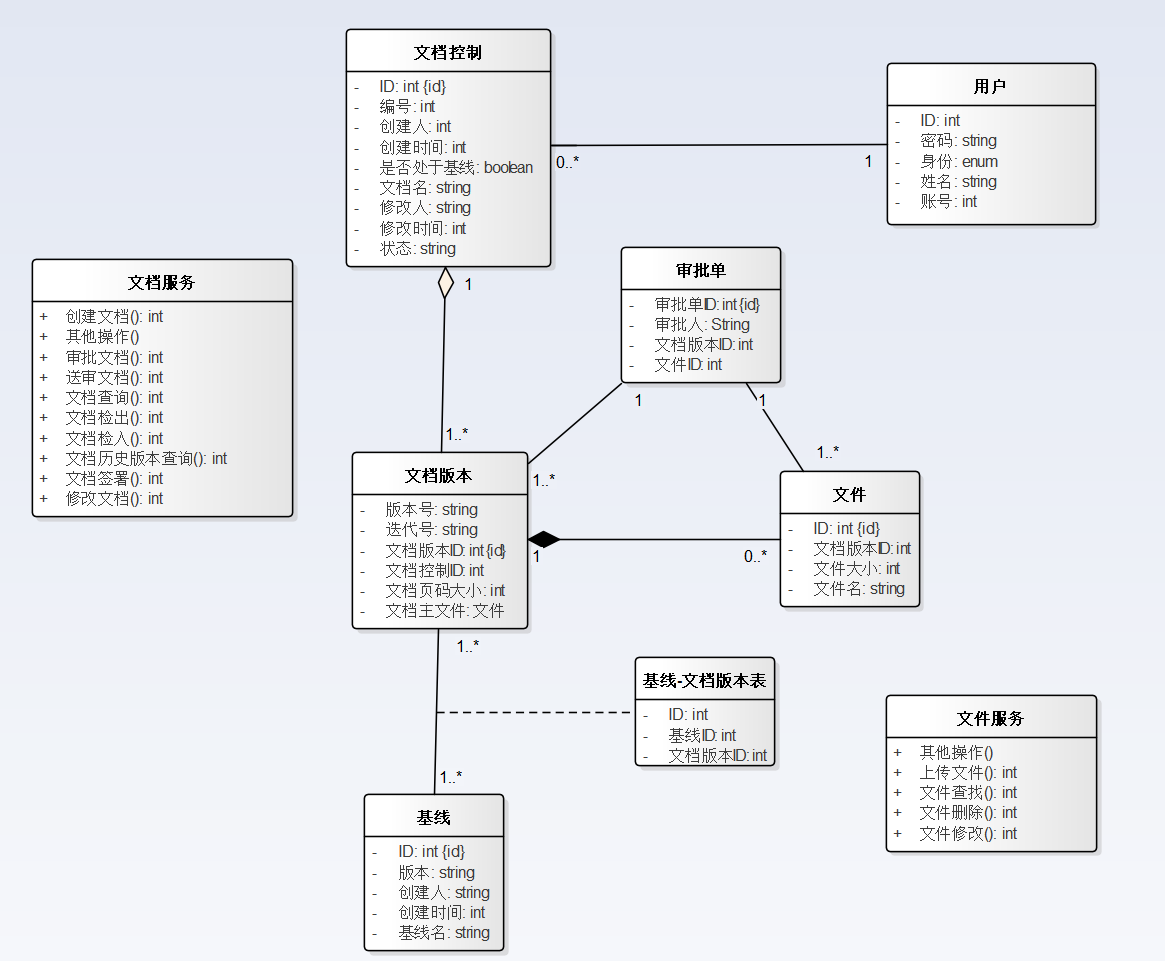 文档控制
- ID: int {id}
- 编号: int
- 创建人: int
- 创建时间: int
- 是否处于基线: boolean
- 文档名: string
- 修改人: string
- 修改时间: int
- 状态: string
用户
- ID: int
- 密码: string
- 身份: enum
- 姓名: string
- 账号: int
0..*
1
文档服务
+ 创建文档(): int
+ 其他操作()
+ 审批文档(): int
+ 送审文档(): int
+ 文档查询(): int
+ 文档检出(): int
+ 文档检入(): int
+ 文档历史版本查询(): int
+ 文档签署(): int
+ 修改文档(): int
1
1..*
审批单
- 审批单ID: int {id}
- 审批人: String
- 文档版本ID: int
- 文件ID: int
1
1
1..*
1..*
文档版本
- 版本号: string
- 迭代号: string
- 文档版本ID: int {id}
- 文档控制ID: int
- 文档页码大小: int
- 文档主文件: 文件
1
0..*
文件
- ID: int {id}
- 文档版本ID: int
- 文件大小: int
- 文件名: string
1..*
1..*
基线-文档版本表
- ID: int
- 基线ID: int
- 文档版本ID: int
文件服务
+ 其他操作()
+ 上传文件(): int
+ 文件查找(): int
+ 文件删除(): int
+ 文件修改(): int
基线
- ID: int {id}
- 版本: string
- 创建人: string
- 创建时间: int
- 基线名: string